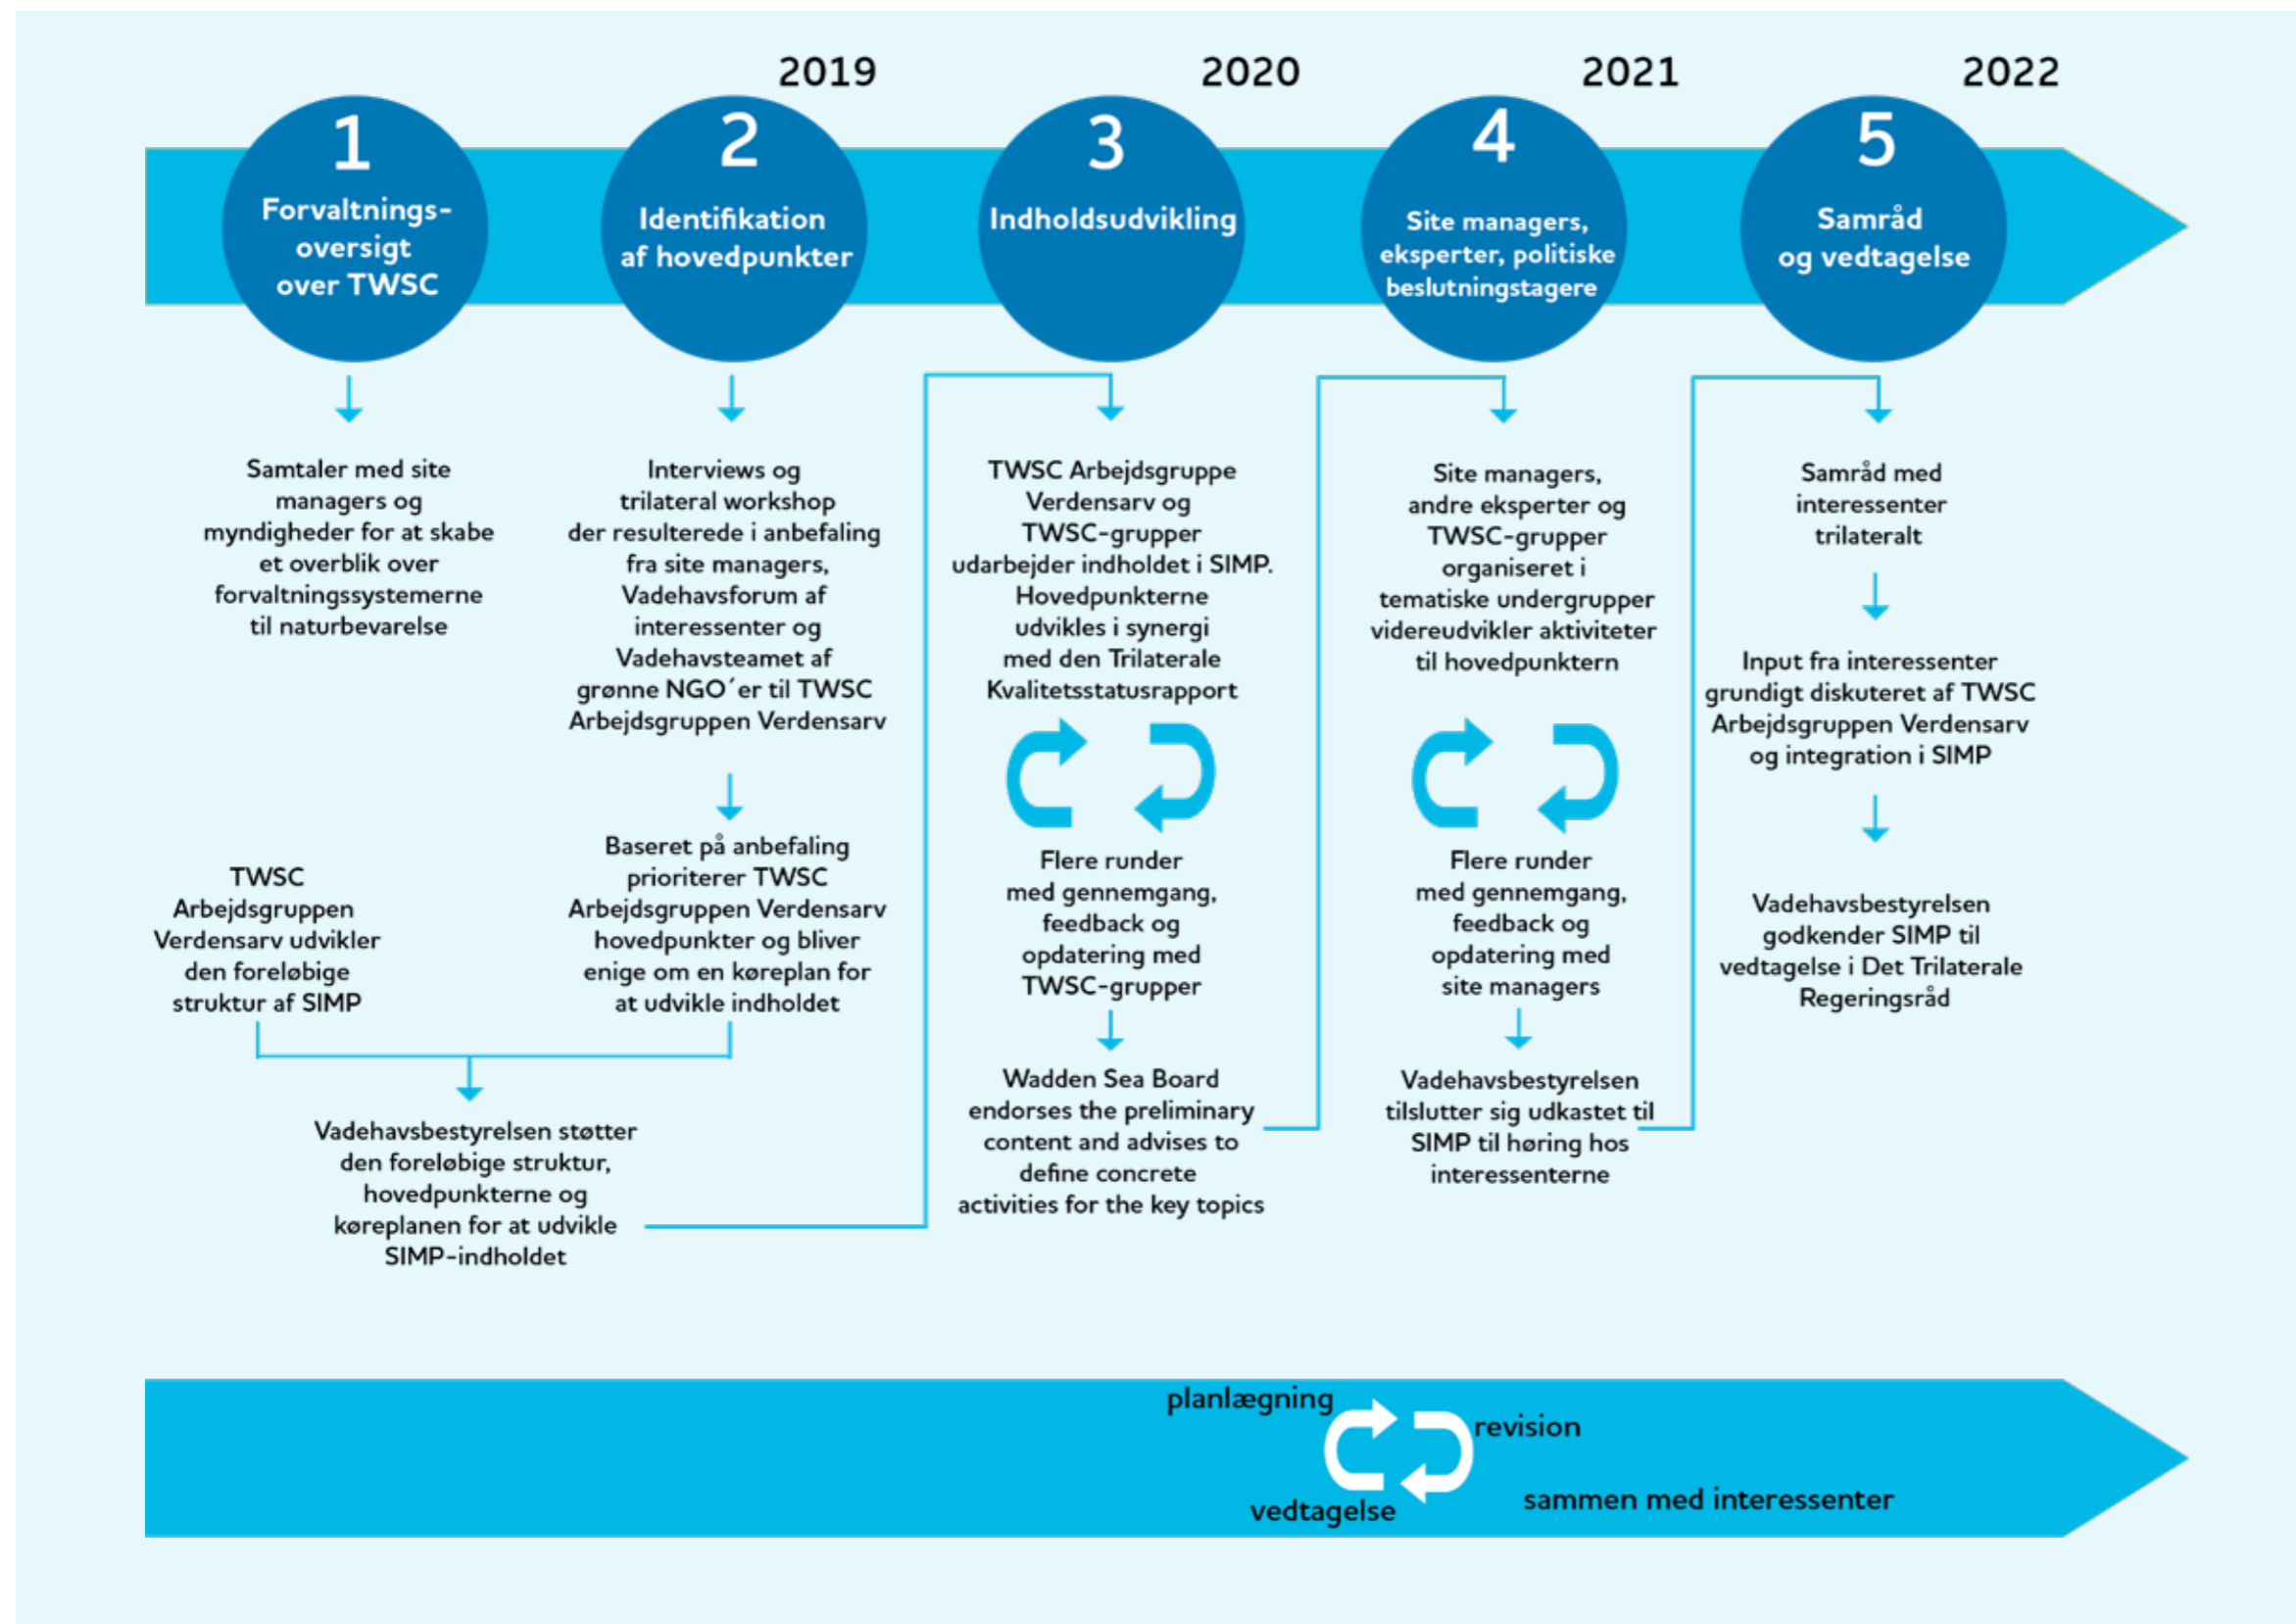 2019
2020
2021
2022
1
Forvaltnings-
oversigt
over TWSC
2
Identifikation
af hovedpunkter
3
Indholdsudvikling
4
Site managers,
eksperter, politiske
beslutningstagere
5
Samråd
og vedtagelse
Samtaler med site
managers og
myndigheder for at skabe
et overblik over
forvaltningssystemerne
til naturbevarelse
TWSC
Arbejdsgruppen
Verdensarv udvikler
den foreløbige
struktur af SIMP
Interviews og
trilateral workshop
der resulterede i anbefaling
fra site managers,
Vadehavsforum af
interessenter og
Vadehavsteamet af
grønne NGO´er til TWSC
Arbejdsgruppen Verdensarv
Baseret på anbefaling
prioriterer TWSC
Arbejdsgruppen Verdensarv
hovedpunkter og bliver
enige om en køreplan for
at udvikle indholdet
Vadehavsbestyrelsen støtter
den foreløbige struktur,
hovedpunkterne og
køreplanen for at udvikle
SIMP-indholdet
TWSC Arbejdsgruppe
Verdensarv og
TWSC-grupper
udarbejder indholdet i SIMP.
Hovedpunkterne
udvikles i synergi
med den Trilaterale
Kvalitetsstatusrapport
Flere runder
med gennemgang,
feedback og
opdatering med
TWSC-grupper
Wadden Sea Board
endorses the preliminary
content and advises to
define concrete
activities for the key topics
Site managers,
andre eksperter og
TWSC-grupper
organiseret i
tematiske undergrupper
videreudvikler aktiviteter
til hovedpunktern
Flere runder
med gennemgang,
feedback og
opdatering med
site managers
Vadehavsbestyrelsen
tilslutter sig udkastet til
SIMP til høring hos
interessenterne
Samråd med
interessenter
trilateralt
Input fra interessenter
grundigt diskuteret af TWSC
Arbejdsgruppen Verdensarv
og integration i SIMP
Vadehavsbestyrelsen
godkender SIMP til
vedtagelse i Det Trilaterale
Regeringsråd
planlægning
revision
vedtagelse
sammen med interessenter